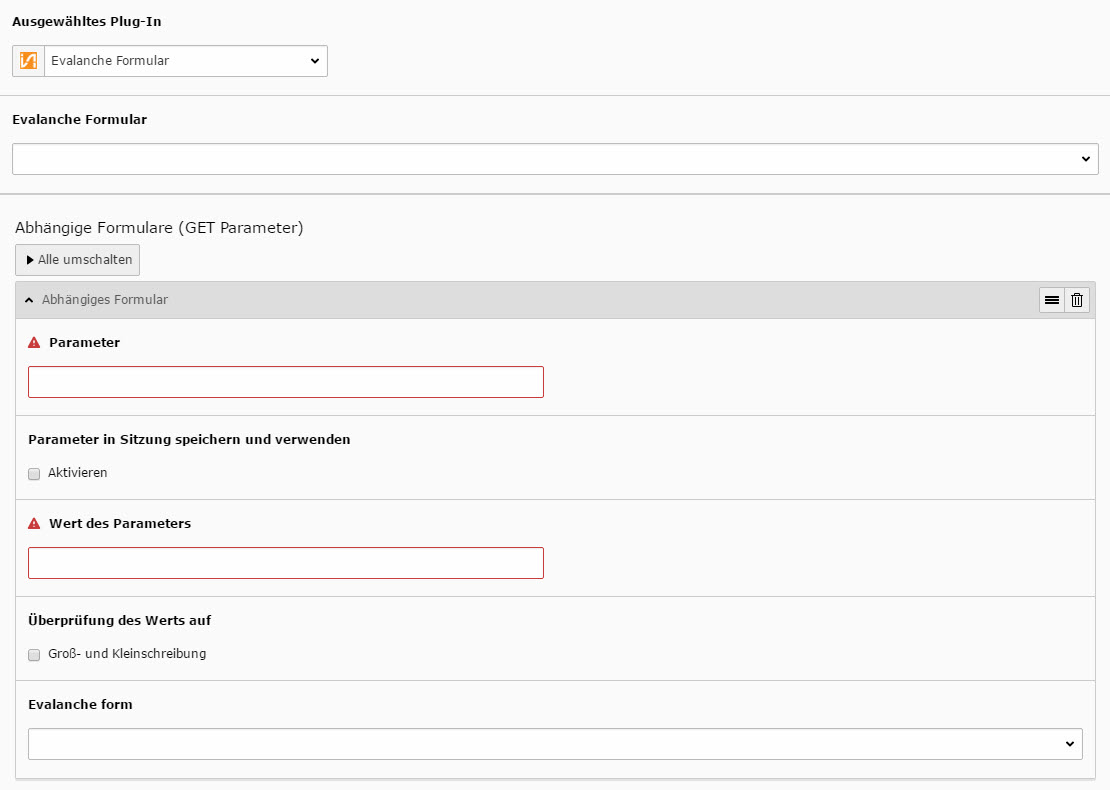 Ausgewähltes Plug-In
Evalanche Formular
Evalanche Formular
Abhängige Formulare (GET Parameter)
Alle umschalten
Abhängiges Formular
Parameter
Parameter in Sitzung speichern und verwenden
Aktivieren
Wert des Parameters
Überprüfung des Werts auf
Groß- und Kleinschreibung
Evalanche form